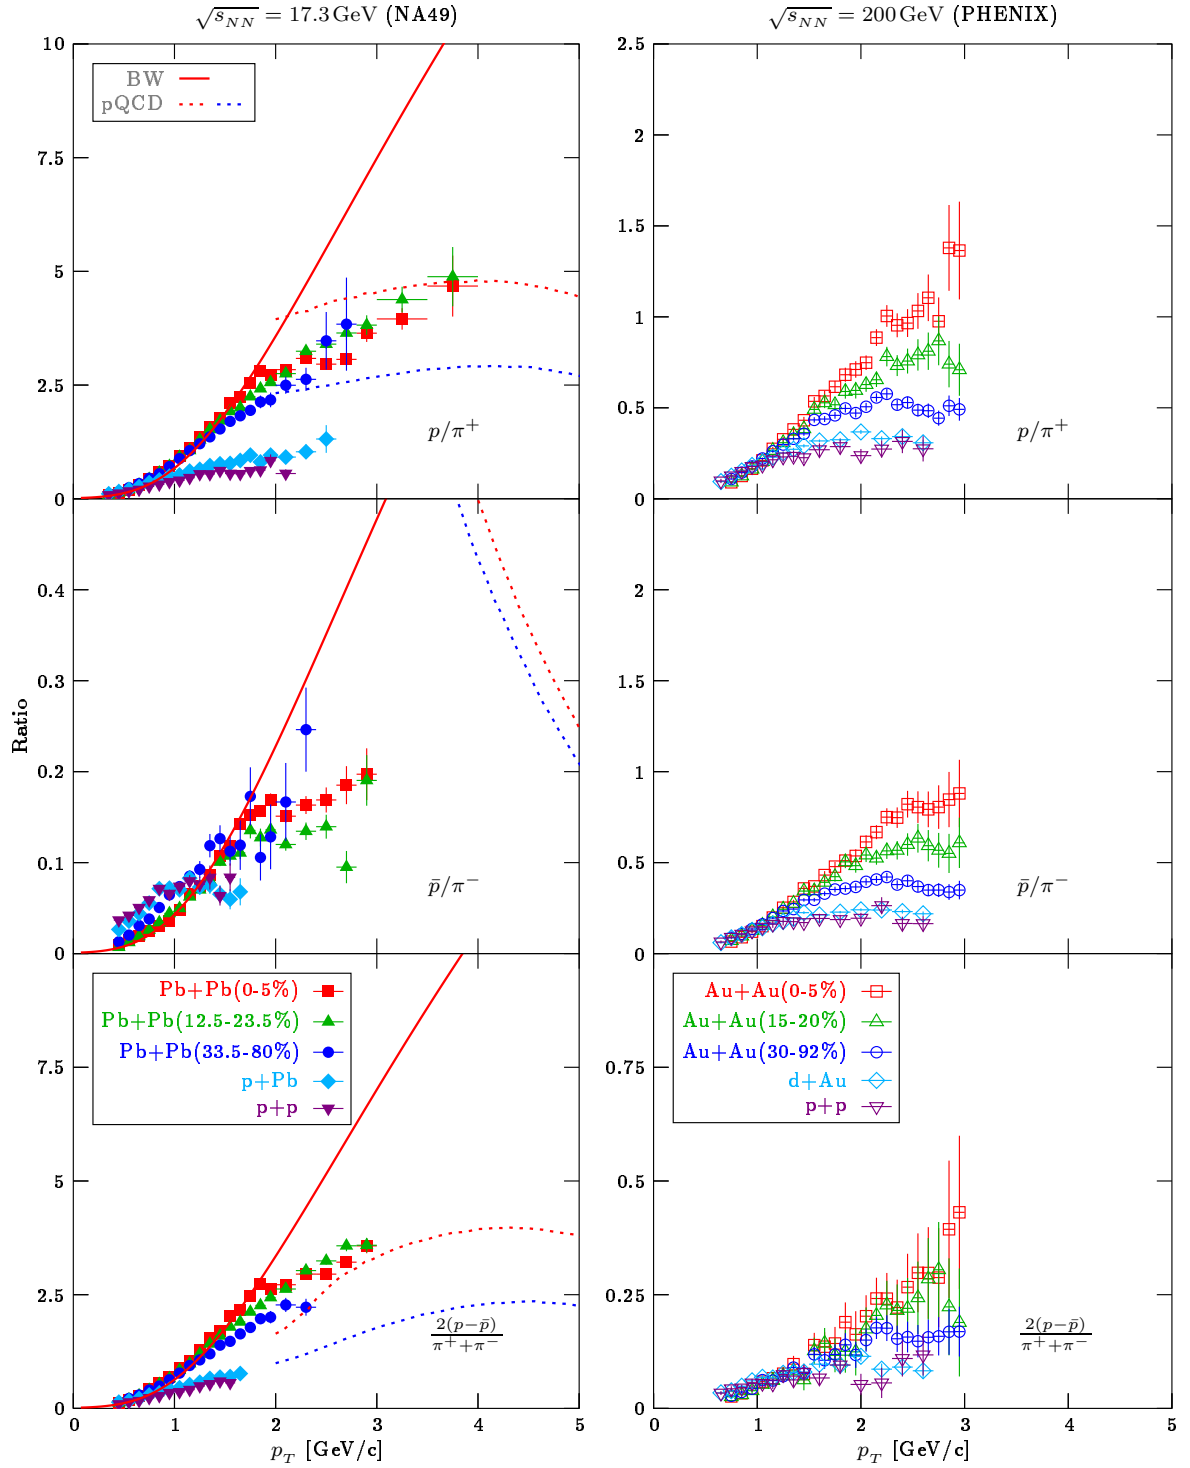 √s_NN = 17.3 GeV (NA49)
√s_NN = 200 GeV (PHENIX)
10
7.5
5
2.5
0
BW
pQCD
p/π⁺
2.5
2
1.5
1
0.5
0
p/π⁺
Ratio
0.4
0.3
0.2
0.1
0
p̄/π⁻
2
1.5
1
0.5
0
p̄/π⁻
7.5
5
2.5
0
Pb+Pb(0-5%)
Pb+Pb(12.5-23.5%)
Pb+Pb(33.5-80%)
p+Pb
p+p
2(p−p̄)
π⁺+π⁻
0 1 2 3 4 5
p_T [GeV/c]
0.75
0.5
0.25
0
Au+Au(0-5%)
Au+Au(15-20%)
Au+Au(30-92%)
d+Au
p+p
2(p−p̄)
π⁺+π⁻
0 1 2 3 4 5
p_T [GeV/c]